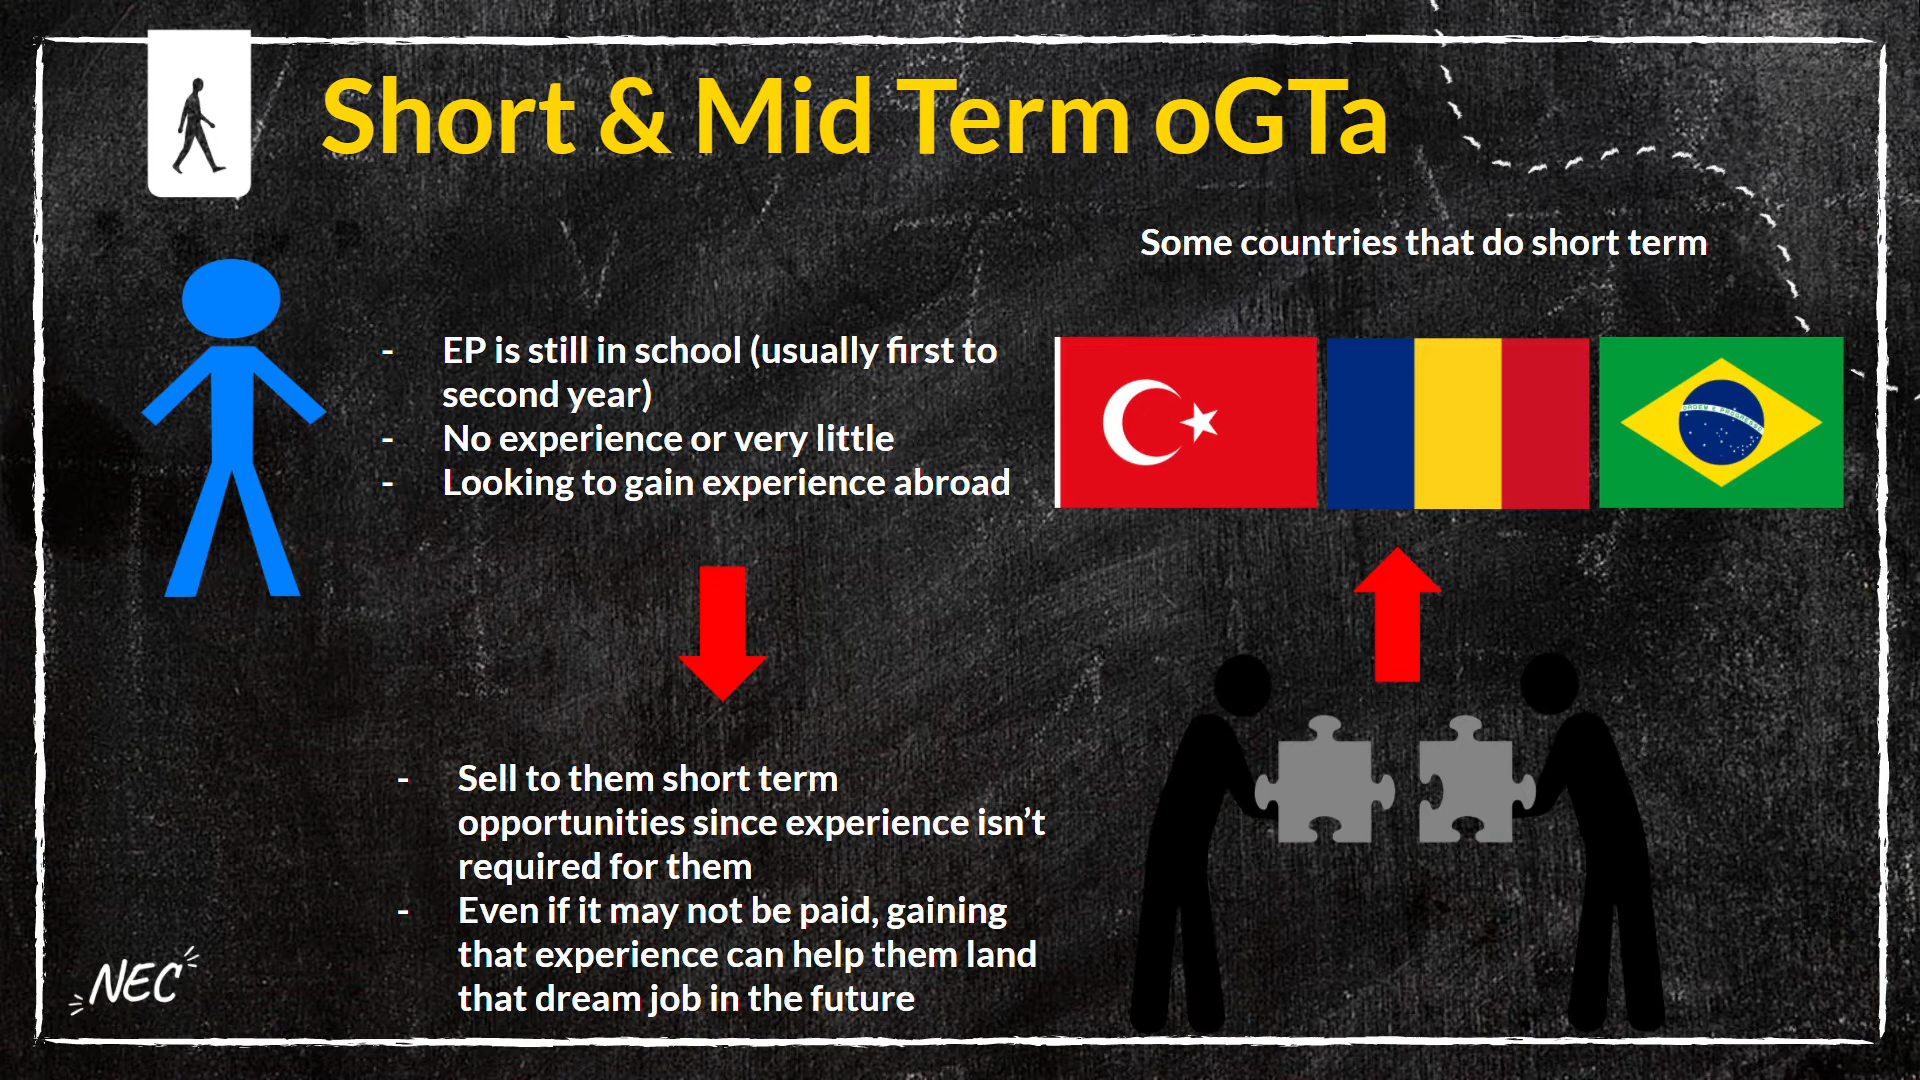 Short & Mid Term oGTa
Some countries that do short term
- EP is still in school (usually first to
second year)
- No experience or very little
- Looking to gain experience abroad
ORDEM E PROGRESSO
- Sell to them short term
opportunities since experience isn’t
required for them
- Even if it may not be paid, gaining
that experience can help them land
that dream job in the future
NEC